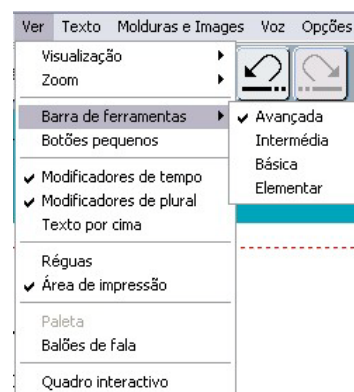 Ver Texto Molduras e Images Voz Opções
Visualização
Zoom
Barra de ferramentas
Botões pequenos
Modificadores de tempo
Modificadores de plural
Texto por cima
Réguas
Área de impressão
Paleta
Balões de fala
Quadro interactivo
Avançada
Intermédia
Básica
Elementar